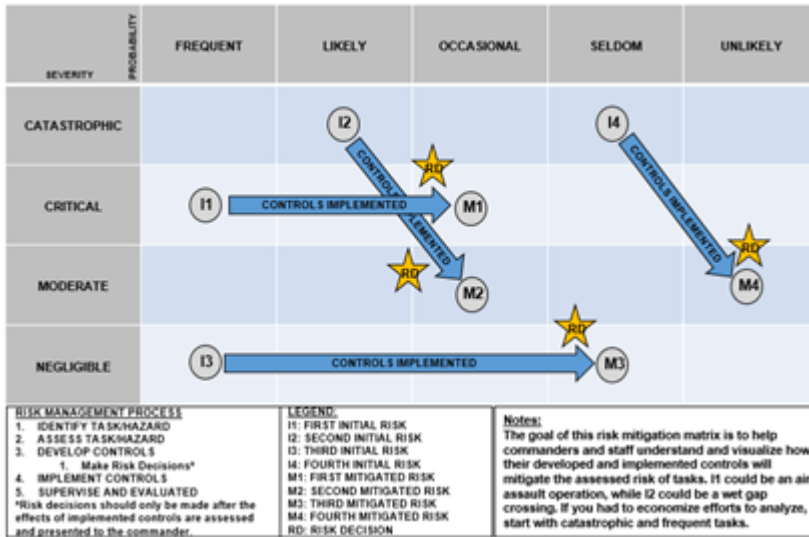 PROBABILITY
SEVERITY
FREQUENT
LIKELY
OCCASIONAL
SELDOM
UNLIKELY
CATASTROPHIC
I2
I4
RD
CONTROLS IMPLEMENTED
CONTROLS IMPLEMENTED
CRITICAL
I1
CONTROLS IMPLEMENTED
M1
RD
RD
MODERATE
M2
M4
RD
NEGLIGIBLE
I3
CONTROLS IMPLEMENTED
M3
RISK MANAGEMENT PROCESS
1. IDENTIFY TASK/HAZARD
2. ASSESS TASK/HAZARD
3. DEVELOP CONTROLS
1. Make Risk Decisions*
4. IMPLEMENT CONTROLS
5. SUPERVISE AND EVALUATED
*Risk decisions should only be made after the
effects of implemented controls are assessed
and presented to the commander.
LEGEND:
I1: FIRST INITIAL RISK
I2: SECOND INITIAL RISK
I3: THIRD INITIAL RISK
I4: FOURTH INITIAL RISK
M1: FIRST MITIGATED RISK
M2: SECOND MITIGATED RISK
M3: THIRD MITIGATED RISK
M4: FOURTH MITIGATED RISK
RD: RISK DECISION
Notes:
The goal of this risk mitigation matrix is to help
commanders and staff understand and visualize how
their developed and implemented controls will
mitigate the assessed risk of tasks. I1 could be an air
assault operation, while I2 could be a wet gap
crossing. If you had to economize efforts to analyze,
start with catastrophic and frequent tasks.